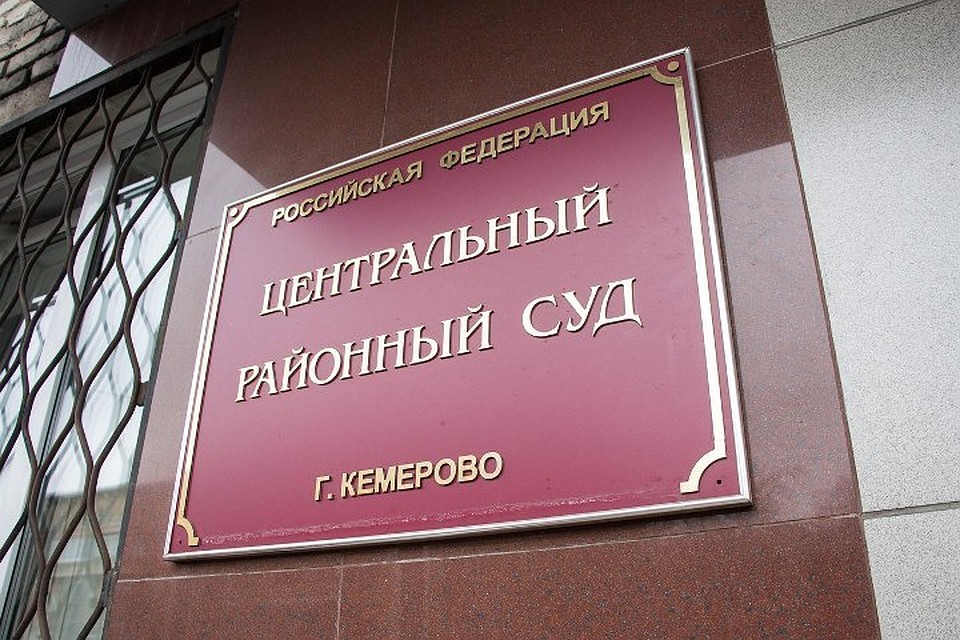 РОССИЙСКАЯ ФЕДЕРАЦИЯ
ЦЕНТРАЛЬНЫЙ
РАЙОННЫЙ СУД
Г. КЕМЕРОВО